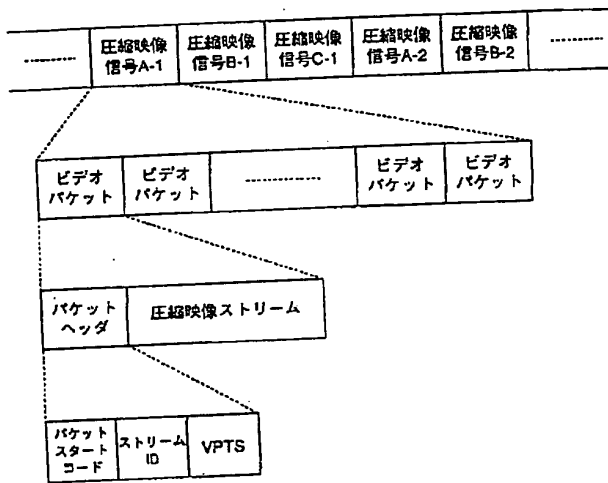 圧縮映像
信号A-1
圧縮映像
信号B-1
圧縮映像
信号C-1
圧縮映像
信号A-2
圧縮映像
信号B-2
ビデオ
パケット
ビデオ
パケット
ビデオ
パケット
ビデオ
パケット
パケット
ヘッダ
圧縮映像ストリーム
パケット
スタート
コード
ストリーム
ID
VPTS